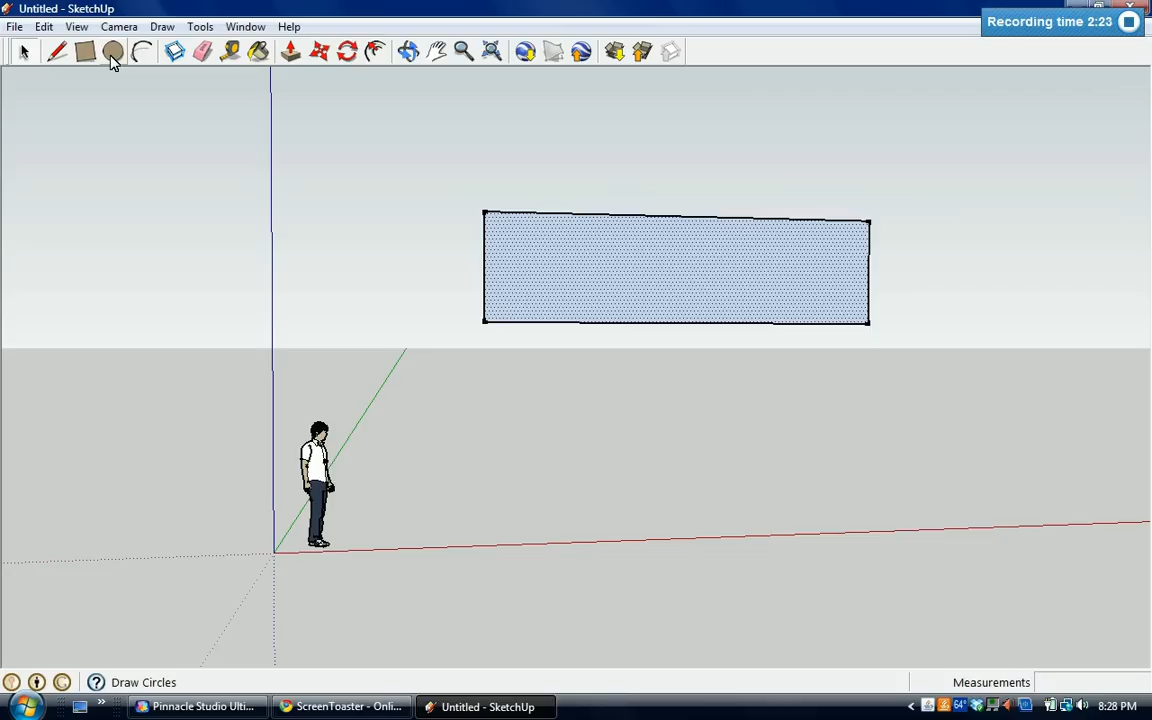 Untitled - SketchUp
Recording time 2:23
File Edit View Camera Draw Tools Window Help
Draw Circles
Measurements
Pinnacle Studio Ulti...
ScreenToaster - Onli...
Untitled - SketchUp
64°
8:28 PM